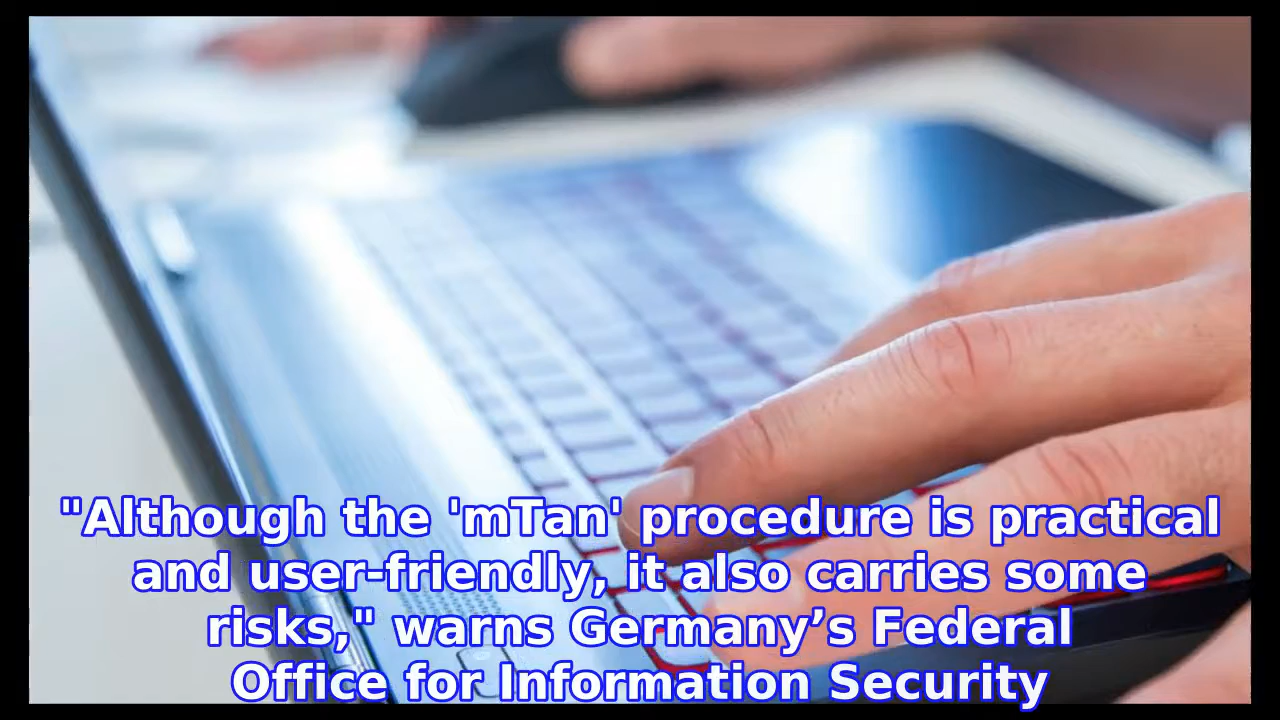 "Although the 'mTan' procedure is practical
and user-friendly, it also carries some
risks," warns Germany’s Federal
Office for Information Security